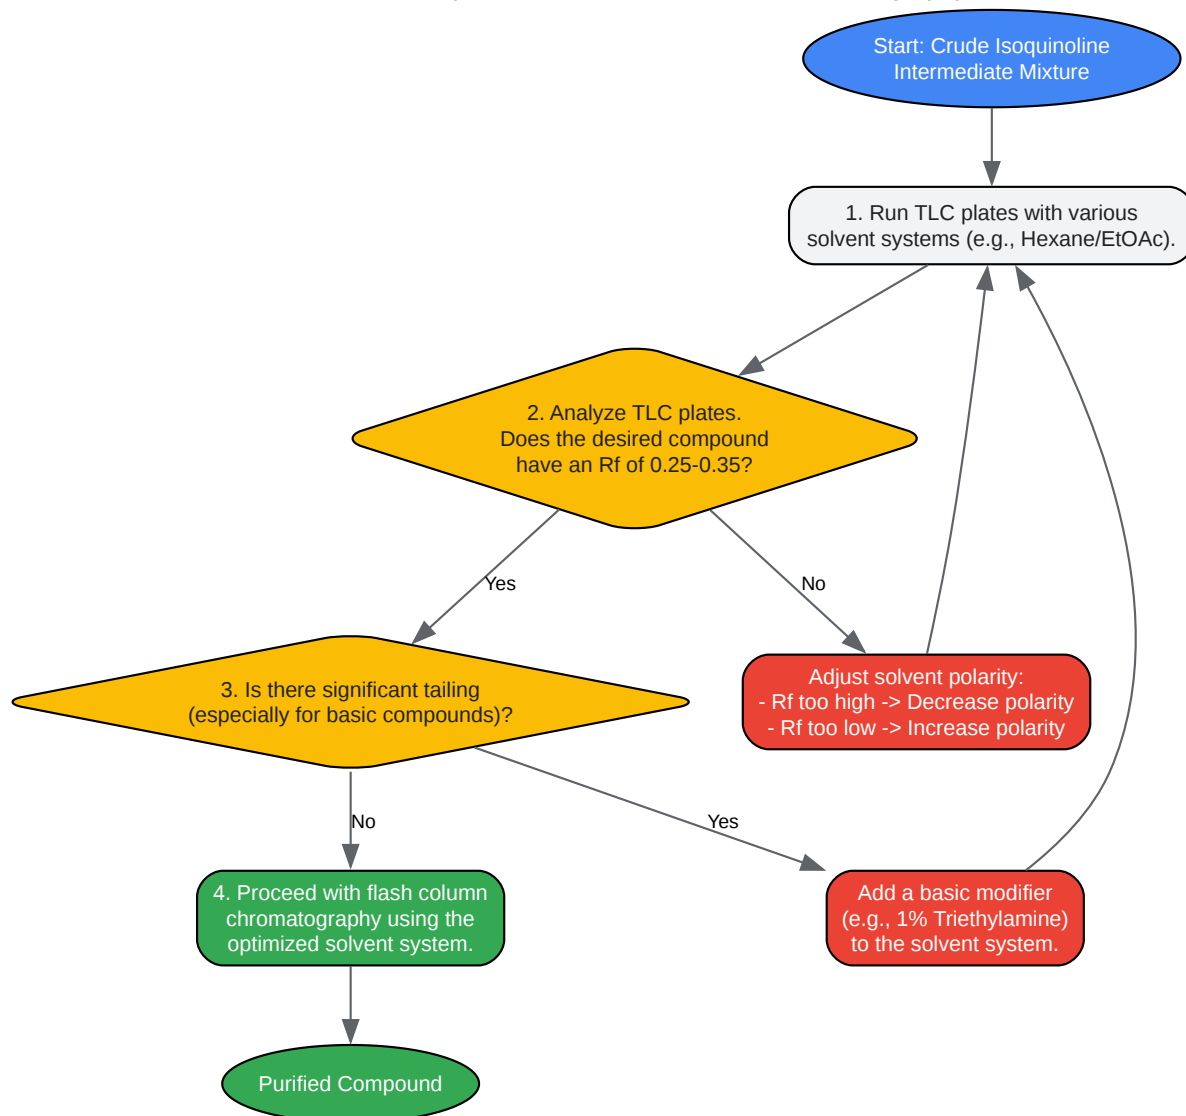 Start: Crude Isoquinoline
Intermediate Mixture
1. Run TLC plates with various
solvent systems (e.g., Hexane/EtOAc).
2. Analyze TLC plates.
Does the desired compound
have an Rf of 0.25-0.35?
Yes
No
3. Is there significant tailing
(especially for basic compounds)?
Adjust solvent polarity:
- Rf too high -> Decrease polarity
- Rf too low -> Increase polarity
No
Yes
4. Proceed with flash column
chromatography using the
optimized solvent system.
Add a basic modifier
(e.g., 1% Triethylamine)
to the solvent system.
Purified Compound